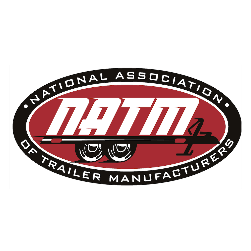 • NATIONAL ASSOCIATION •
NATM
OF TRAILER MANUFACTURERS